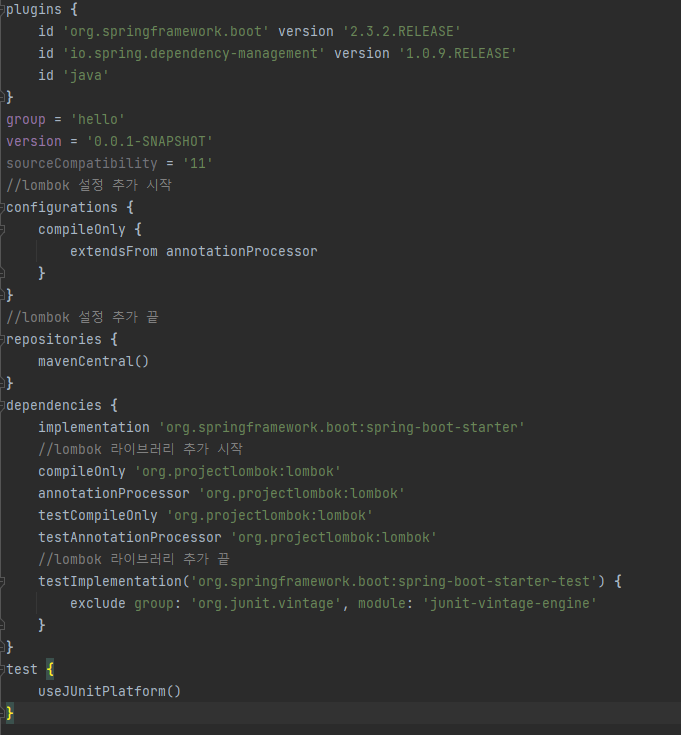 plugins {
id 'org.springframework.boot' version '2.3.2.RELEASE'
id 'io.spring.dependency-management' version '1.0.9.RELEASE'
id 'java'
}
group = 'hello'
version = '0.0.1-SNAPSHOT'
sourceCompatibility = '11'
//lombok 설정 추가 시작
configurations {
compileOnly {
extendsFrom annotationProcessor
}
}
//lombok 설정 추가 끝
repositories {
mavenCentral()
}
dependencies {
implementation 'org.springframework.boot:spring-boot-starter'
//lombok 라이브러리 추가 시작
compileOnly 'org.projectlombok:lombok'
annotationProcessor 'org.projectlombok:lombok'
testCompileOnly 'org.projectlombok:lombok'
testAnnotationProcessor 'org.projectlombok:lombok'
//lombok 라이브러리 추가 끝
testImplementation('org.springframework.boot:spring-boot-starter-test') {
exclude group: 'org.junit.vintage', module: 'junit-vintage-engine'
}
}
test {
useJUnitPlatform()
}